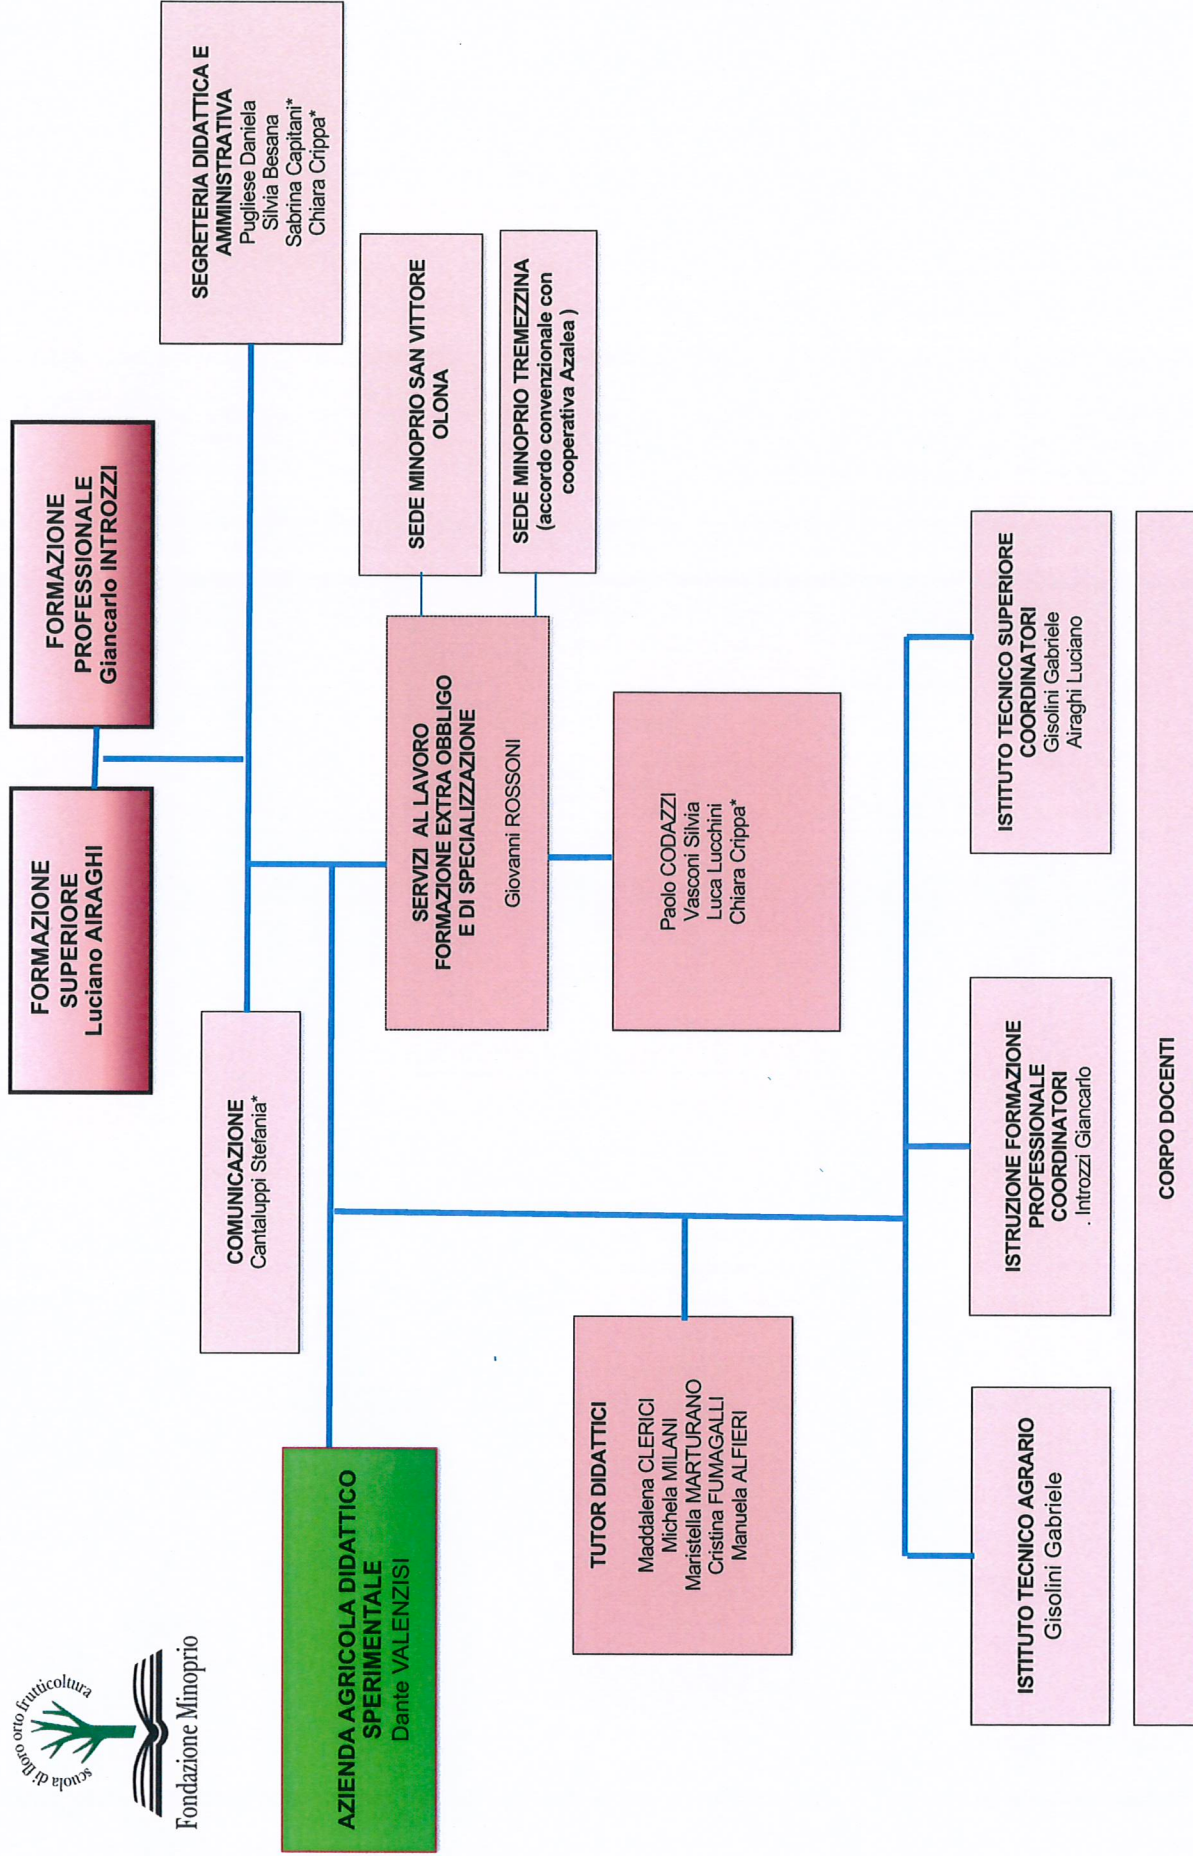 scuola di floro orto frutticoltura
Fondazione Minoprio
FORMAZIONE
SUPERIORE
Luciano AIRAGHI
FORMAZIONE
PROFESSIONALE
Giancarlo INTROZZI
COMUNICAZIONE
Cantaluppi Stefania*
SEGRETERIA DIDATTICA E
AMMINISTRATIVA
Pugliese Daniela
Silvia Besana
Sabrina Capitani*
Chiara Crippa*
AZIENDA AGRICOLA DIDATTICO
SPERIMENTALE
Dante VALENZISI
SERVIZI AL LAVORO
FORMAZIONE EXTRA OBBLIGO
E DI SPECIALIZZAZIONE
Giovanni ROSSONI
SEDE MINOPRIO SAN VITTORE
OLONA
SEDE MINOPRIO TREMEZZINA
(accordo convenzionale con
cooperativa Azalea )
TUTOR DIDATTICI
Maddalena CLERICI
Michela MILANI
Maristella MARTURANO
Cristina FUMAGALLI
Manuela ALFIERI
Paolo CODAZZI
Vasconi Silvia
Luca Lucchini
Chiara Crippa*
ISTITUTO TECNICO AGRARIO
Gisolini Gabriele
ISTRUZIONE FORMAZIONE
PROFESSIONALE
COORDINATORI
. Introzzi Giancarlo
ISTITUTO TECNICO SUPERIORE
COORDINATORI
Gisolini Gabriele
Airaghi Luciano
CORPO DOCENTI